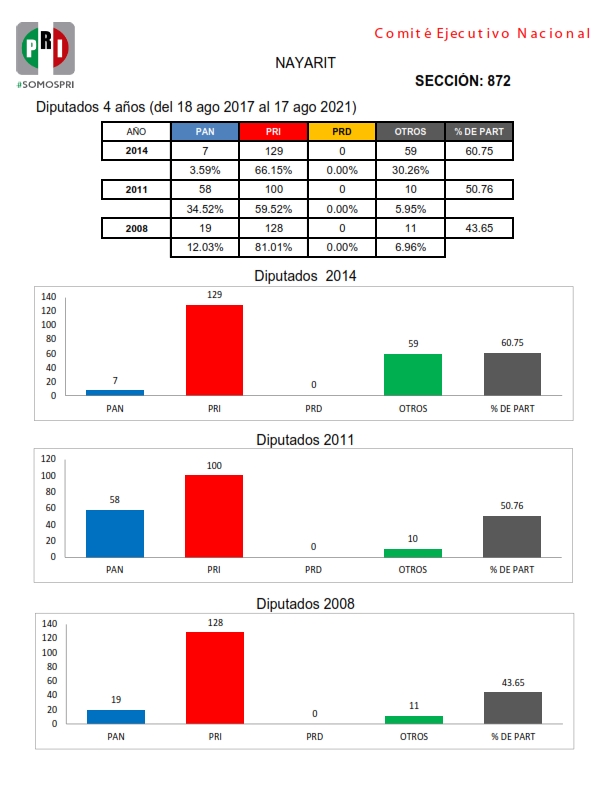 Comité Ejecutivo Nacional
PRI
#SOMOSPRI
NAYARIT
SECCIÓN: 872
Diputados 4 años (del 18 ago 2017 al 17 ago 2021)
AÑO PAN PRI PRD OTROS % DE PART
2014 7 129 0 59 60.75
3.59% 66.15% 0.00% 30.26%
2011 58 100 0 10 50.76
34.52% 59.52% 0.00% 5.95%
2008 19 128 0 11 43.65
12.03% 81.01% 0.00% 6.96%
Diputados 2014
140
120
100
80
60
40
20
0
7 129 0 59 60.75
PAN PRI PRD OTROS % DE PART
Diputados 2011
120
100
80
60
40
20
0
58 100 0 10 50.76
PAN PRI PRD OTROS % DE PART
Diputados 2008
140
120
100
80
60
40
20
0
19 128 0 11 43.65
PAN PRI PRD OTROS % DE PART